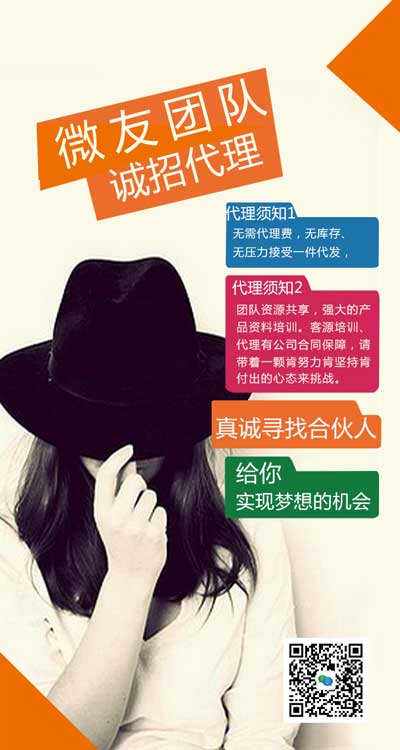 微友团队
诚招代理
代理须知1
无需代理费，无库存、
无压力接受一件代发，
代理须知2
团队资源共享，强大的产
品资料培训。客源培训、
代理有公司合同保障，请
带着一颗肯努力肯坚持肯
付出的心态来挑战。
真诚寻找合伙人
给你
实现梦想的机会